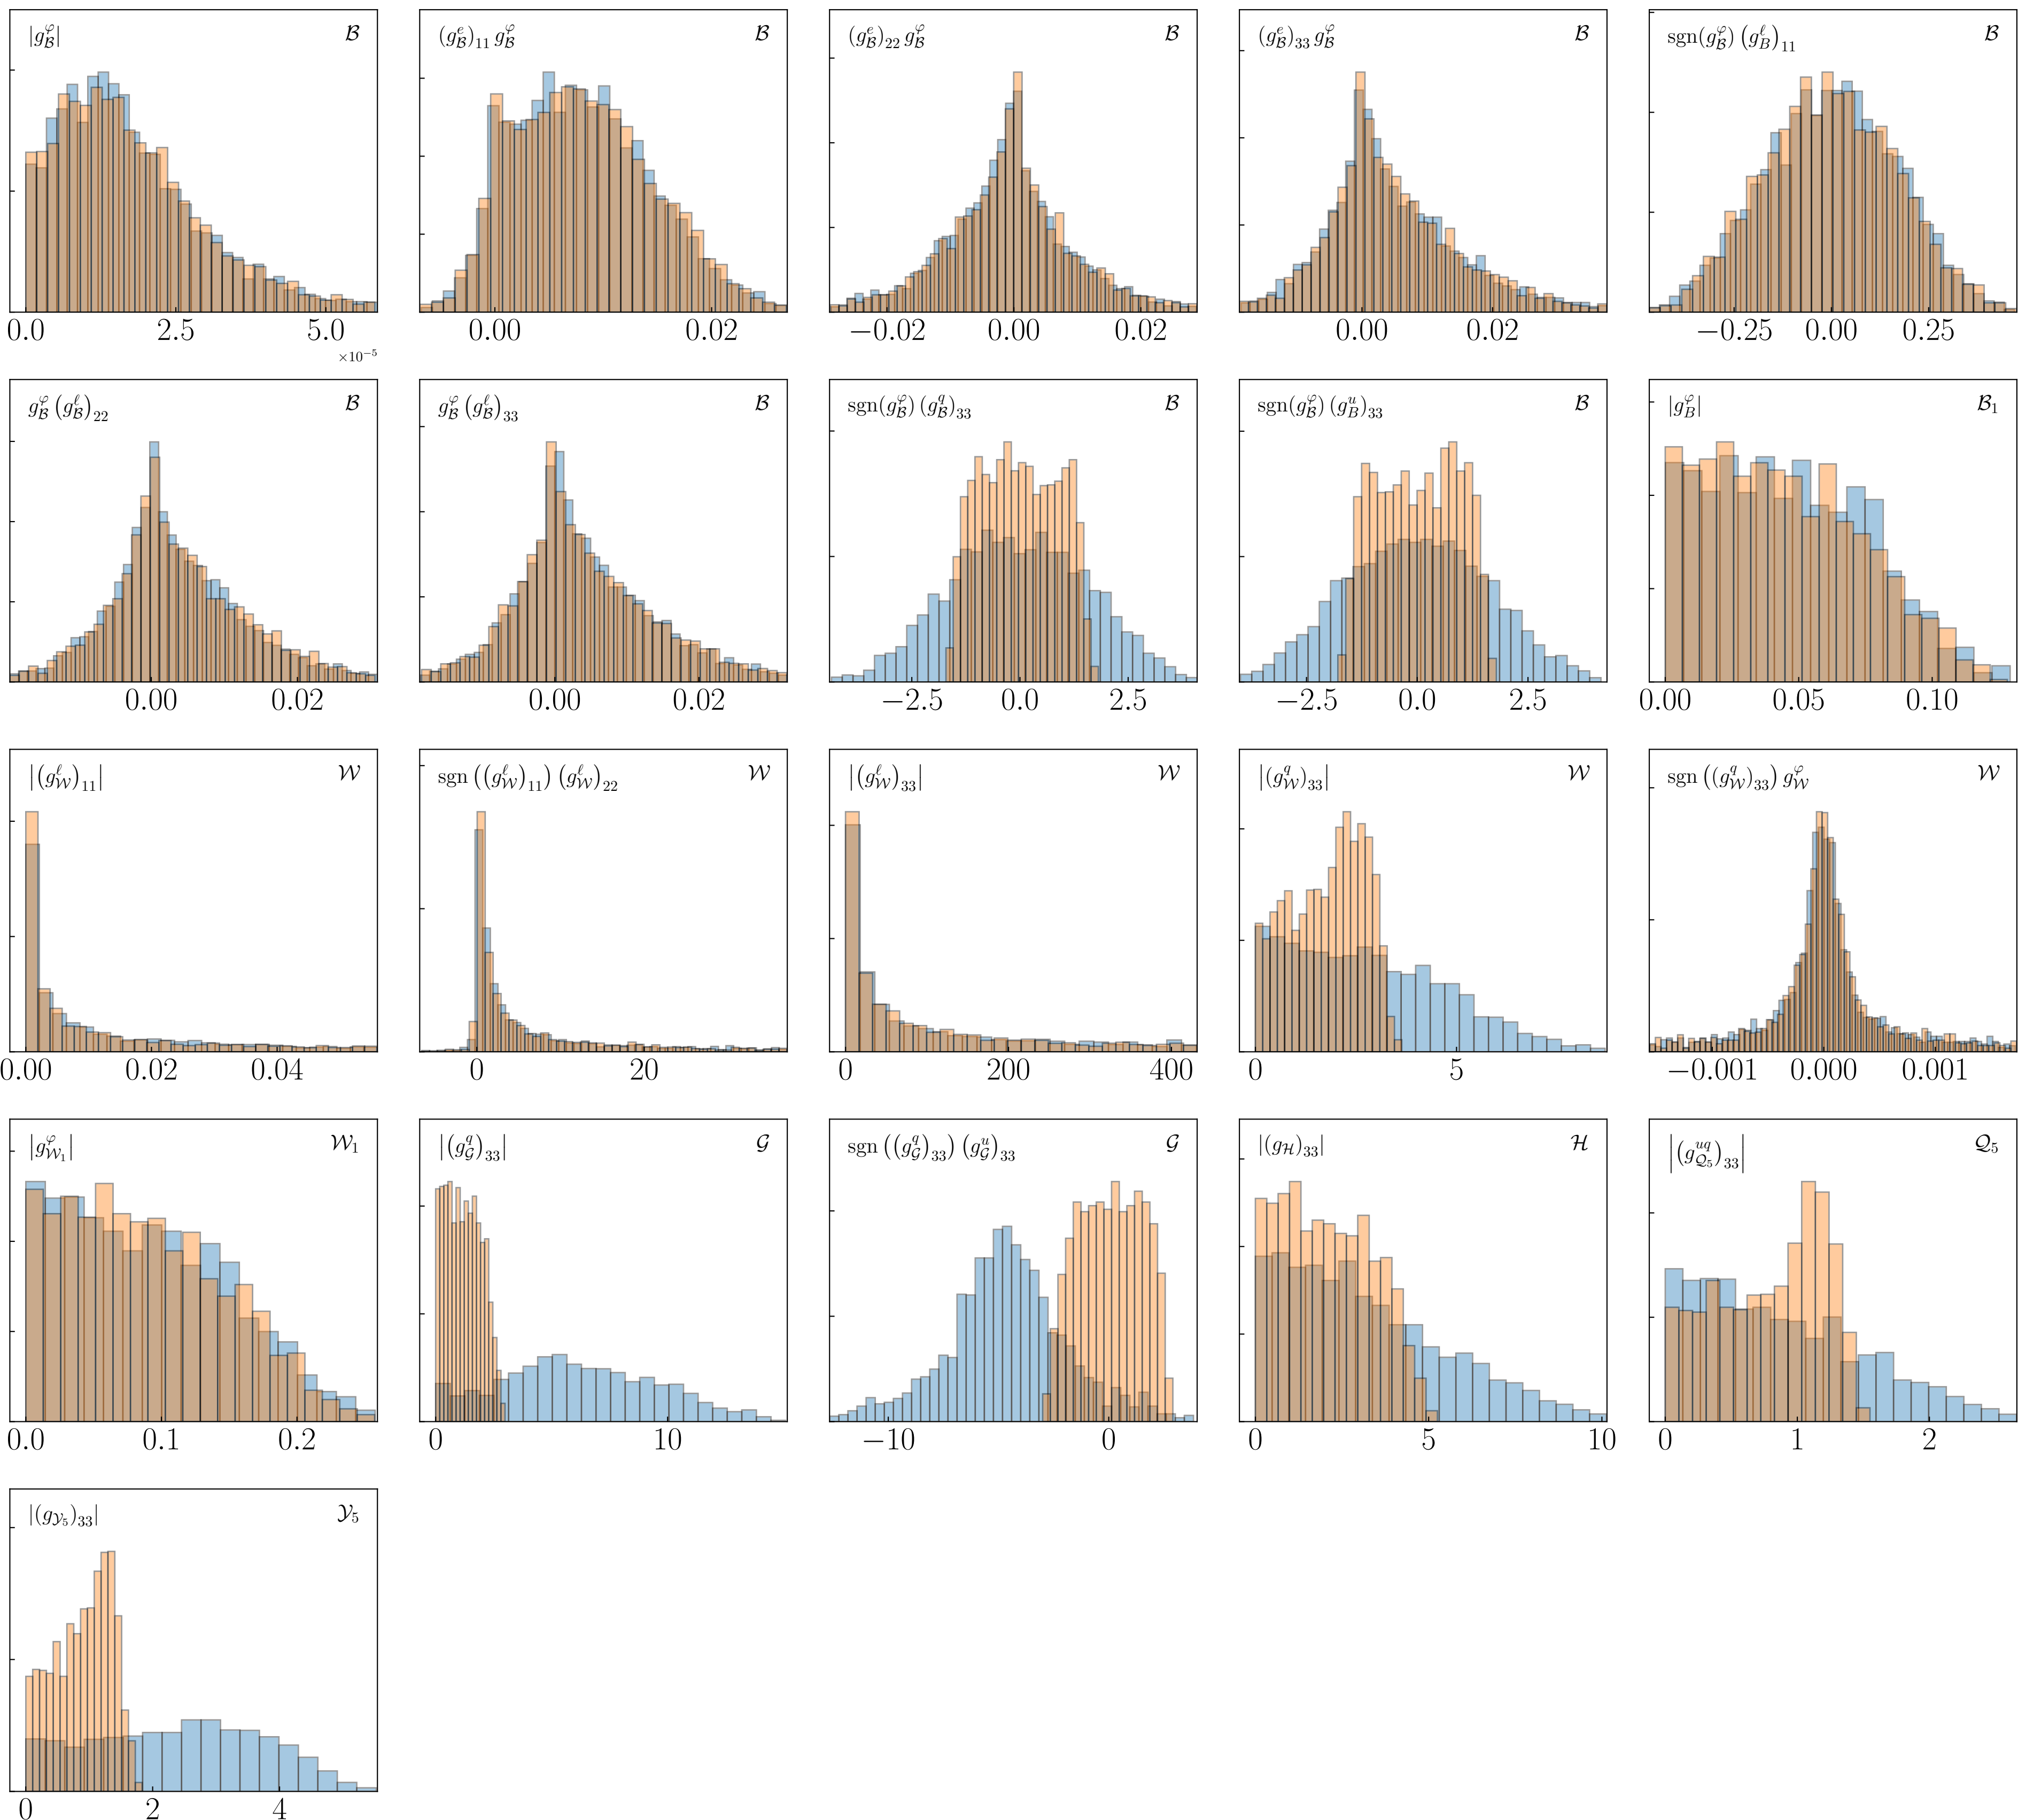 |g_ℬ^φ| ℬ
(g_ℬ^e)_11 g_ℬ^φ ℬ
(g_ℬ^e)_22 g_ℬ^φ ℬ
(g_ℬ^e)_33 g_ℬ^φ ℬ
sgn(g_ℬ^φ) (g_B^ℓ)_11 ℬ
0.0 2.5 5.0
×10^−5
0.00 0.02
−0.02 0.00 0.02
0.00 0.02
−0.25 0.00 0.25
g_ℬ^φ (g_ℬ^ℓ)_22 ℬ
g_ℬ^φ (g_ℬ^ℓ)_33 ℬ
sgn(g_ℬ^φ) (g_ℬ^q)_33 ℬ
sgn(g_ℬ^φ) (g_B^u)_33 ℬ
|g_B^φ| ℬ_1
0.00 0.02
0.00 0.02
−2.5 0.0 2.5
−2.5 0.0 2.5
0.00 0.05 0.10
|(g_𝒲^ℓ)_11| 𝒲
sgn ((g_𝒲^ℓ)_11) (g_𝒲^ℓ)_22 𝒲
|(g_𝒲^ℓ)_33| 𝒲
|(g_𝒲^q)_33| 𝒲
sgn ((g_𝒲^q)_33) g_𝒲^φ 𝒲
0.00 0.02 0.04
0 20
0 200 400
0 5
−0.001 0.000 0.001
|g_𝒲_1^φ| 𝒲_1
|(g_𝒢^q)_33| 𝒢
sgn ((g_𝒢^q)_33) (g_𝒢^u)_33 𝒢
|(g_ℋ)_33| ℋ
|(g_𝒬_5^uq)_33| 𝒬_5
0.0 0.1 0.2
0 10
−10 0
0 5 10
0 1 2
|(g_𝒴_5)_33| 𝒴_5
0 2 4